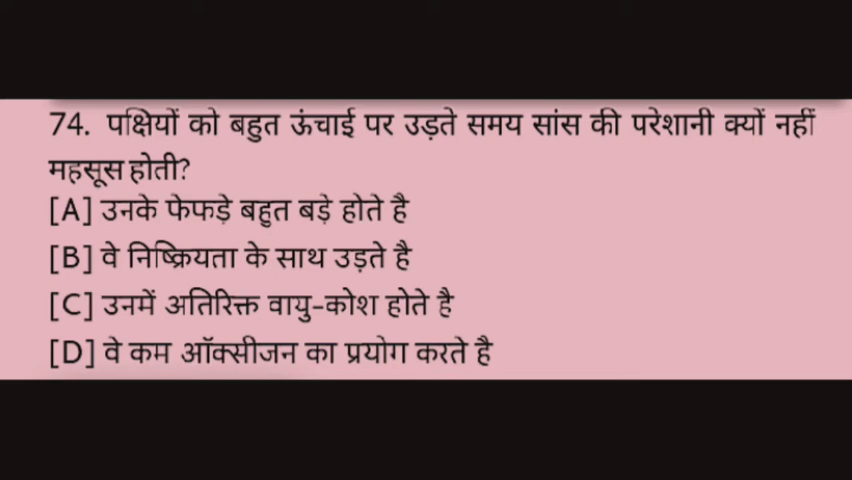 74. पक्षियों को बहुत ऊंचाई पर उड़ते समय सांस की परेशानी क्यों नहीं
महसूस होती?
[A] उनके फेफड़े बहुत बड़े होते है
[B] वे निष्क्रियता के साथ उड़ते है
[C] उनमें अतिरिक्त वायु-कोश होते है
[D] वे कम ऑक्सीजन का प्रयोग करते है